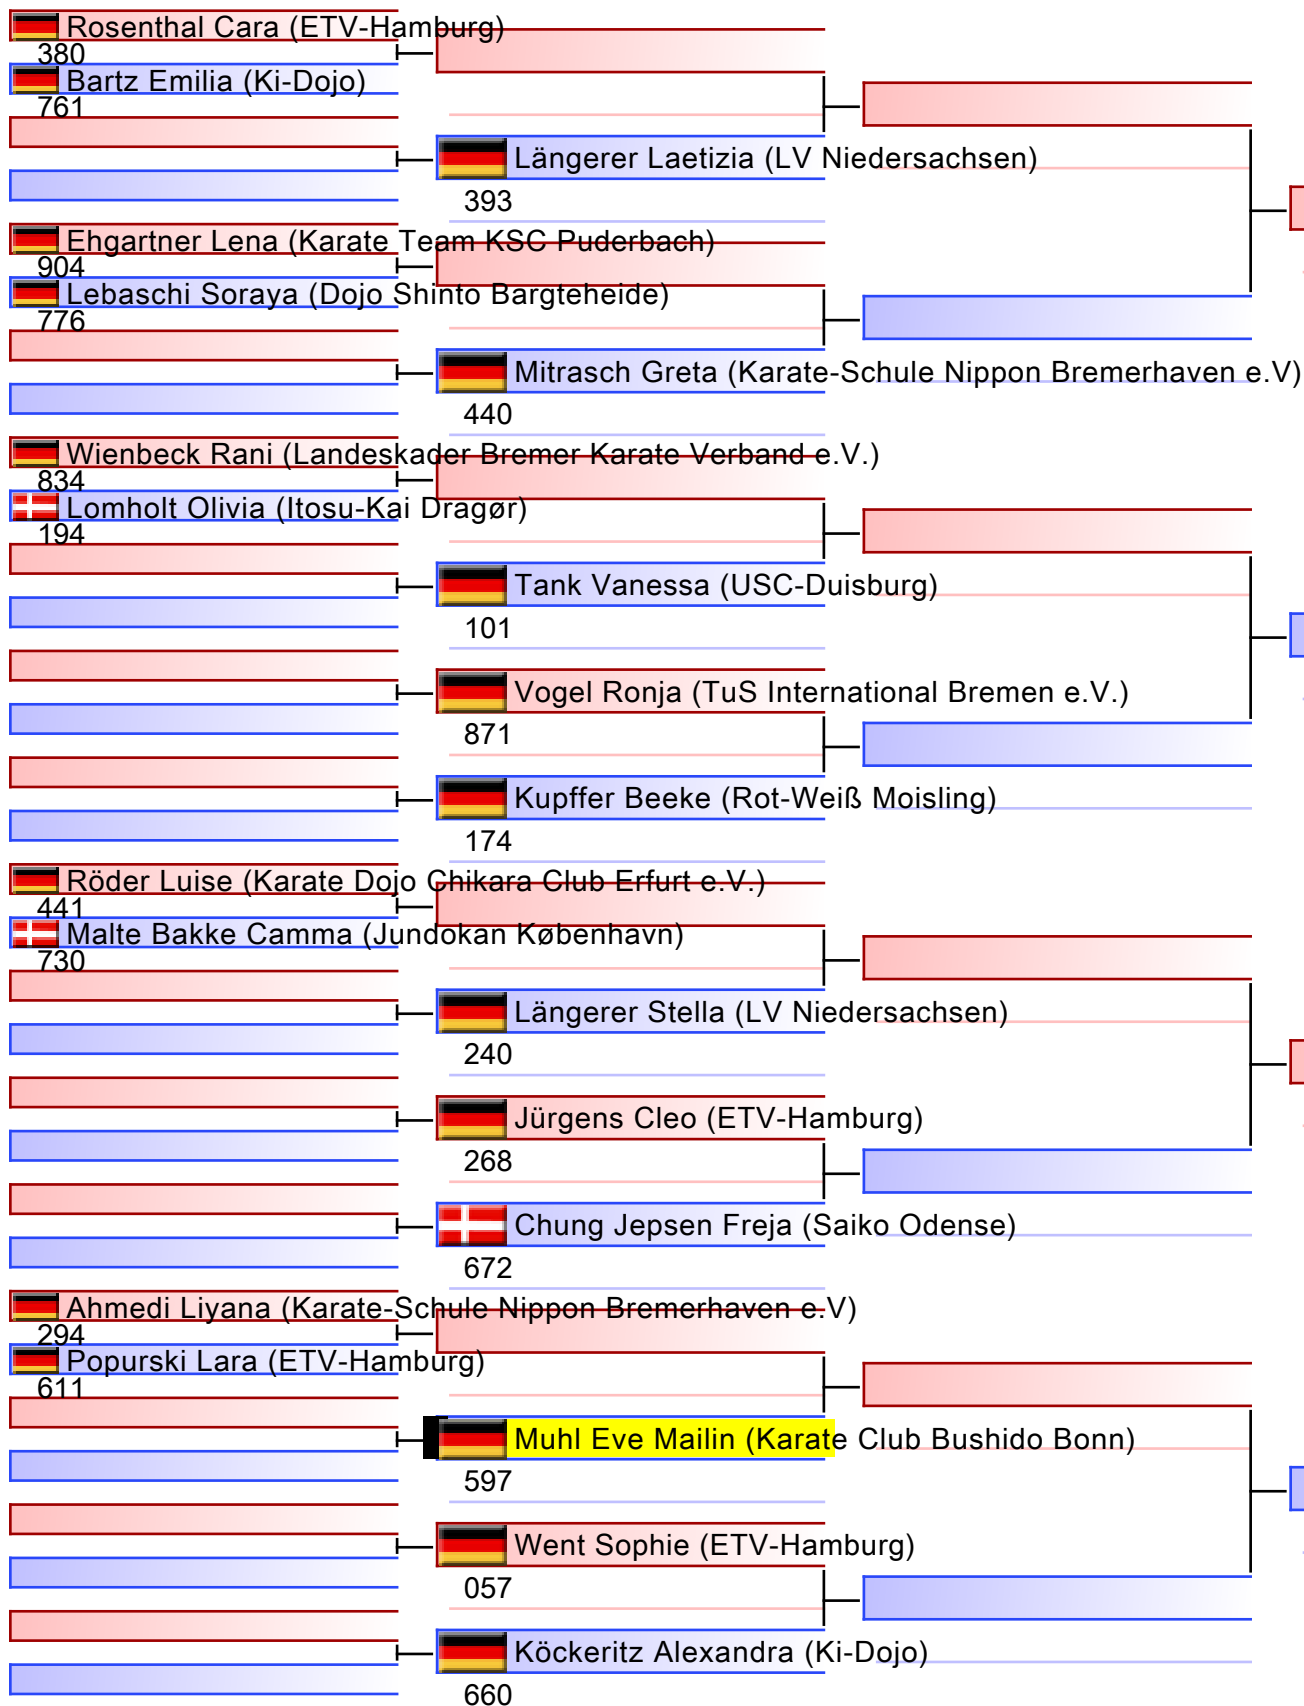 Rosenthal Cara (ETV-Hamburg)
380
Bartz Emilia (Ki-Dojo)
761
Längerer Laetizia (LV Niedersachsen)
393
Ehgartner Lena (Karate Team KSC Puderbach)
904
Lebaschi Soraya (Dojo Shinto Bargteheide)
776
Mitrasch Greta (Karate-Schule Nippon Bremerhaven e.V)
440
Wienbeck Rani (Landeskader Bremer Karate Verband e.V.)
834
Lomholt Olivia (Itosu-Kai Dragør)
194
Tank Vanessa (USC-Duisburg)
101
Vogel Ronja (TuS International Bremen e.V.)
871
Kupffer Beeke (Rot-Weiß Moisling)
174
Röder Luise (Karate Dojo Chikara Club Erfurt e.V.)
441
Malte Bakke Camma (Jundokan København)
730
Längerer Stella (LV Niedersachsen)
240
Jürgens Cleo (ETV-Hamburg)
268
Chung Jepsen Freja (Saiko Odense)
672
Ahmedi Liyana (Karate-Schule Nippon Bremerhaven e.V)
294
Popurski Lara (ETV-Hamburg)
611
Muhl Eve Mailin (Karate Club Bushido Bonn)
597
Went Sophie (ETV-Hamburg)
057
Köckeritz Alexandra (Ki-Dojo)
660